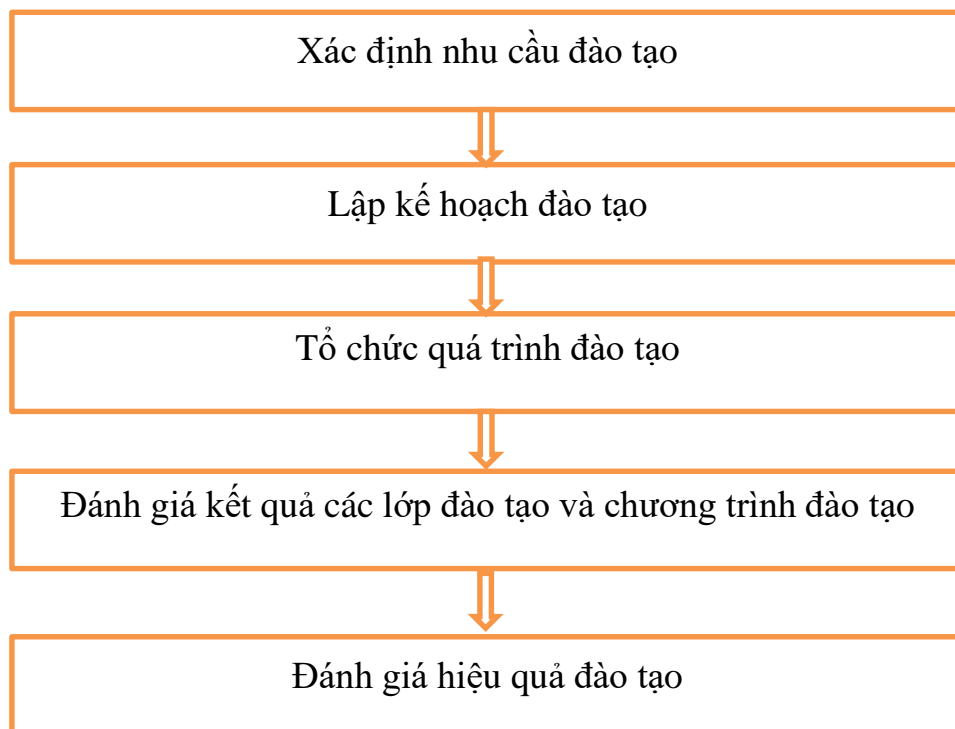 Xác định nhu cầu đào tạo
Lập kế hoạch đào tạo
Tổ chức quá trình đào tạo
Đánh giá kết quả các lớp đào tạo và chương trình đào tạo
Đánh giá hiệu quả đào tạo